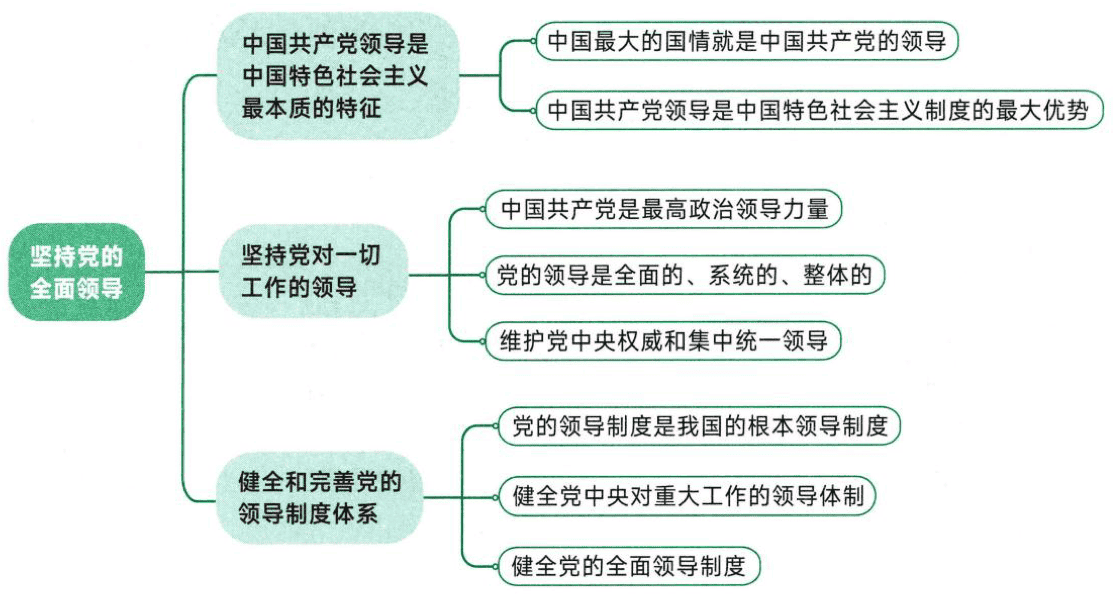 坚持党的
全面领导
中国共产党领导是
中国特色社会主义
最本质的特征
中国最大的国情就是中国共产党的领导
中国共产党领导是中国特色社会主义制度的最大优势
坚持党对一切
工作的领导
中国共产党是最高政治领导力量
党的领导是全面的、系统的、整体的
维护党中央权威和集中统一领导
健全和完善党的
领导制度体系
党的领导制度是我国的根本领导制度
健全党中央对重大工作的领导体制
健全党的全面领导制度